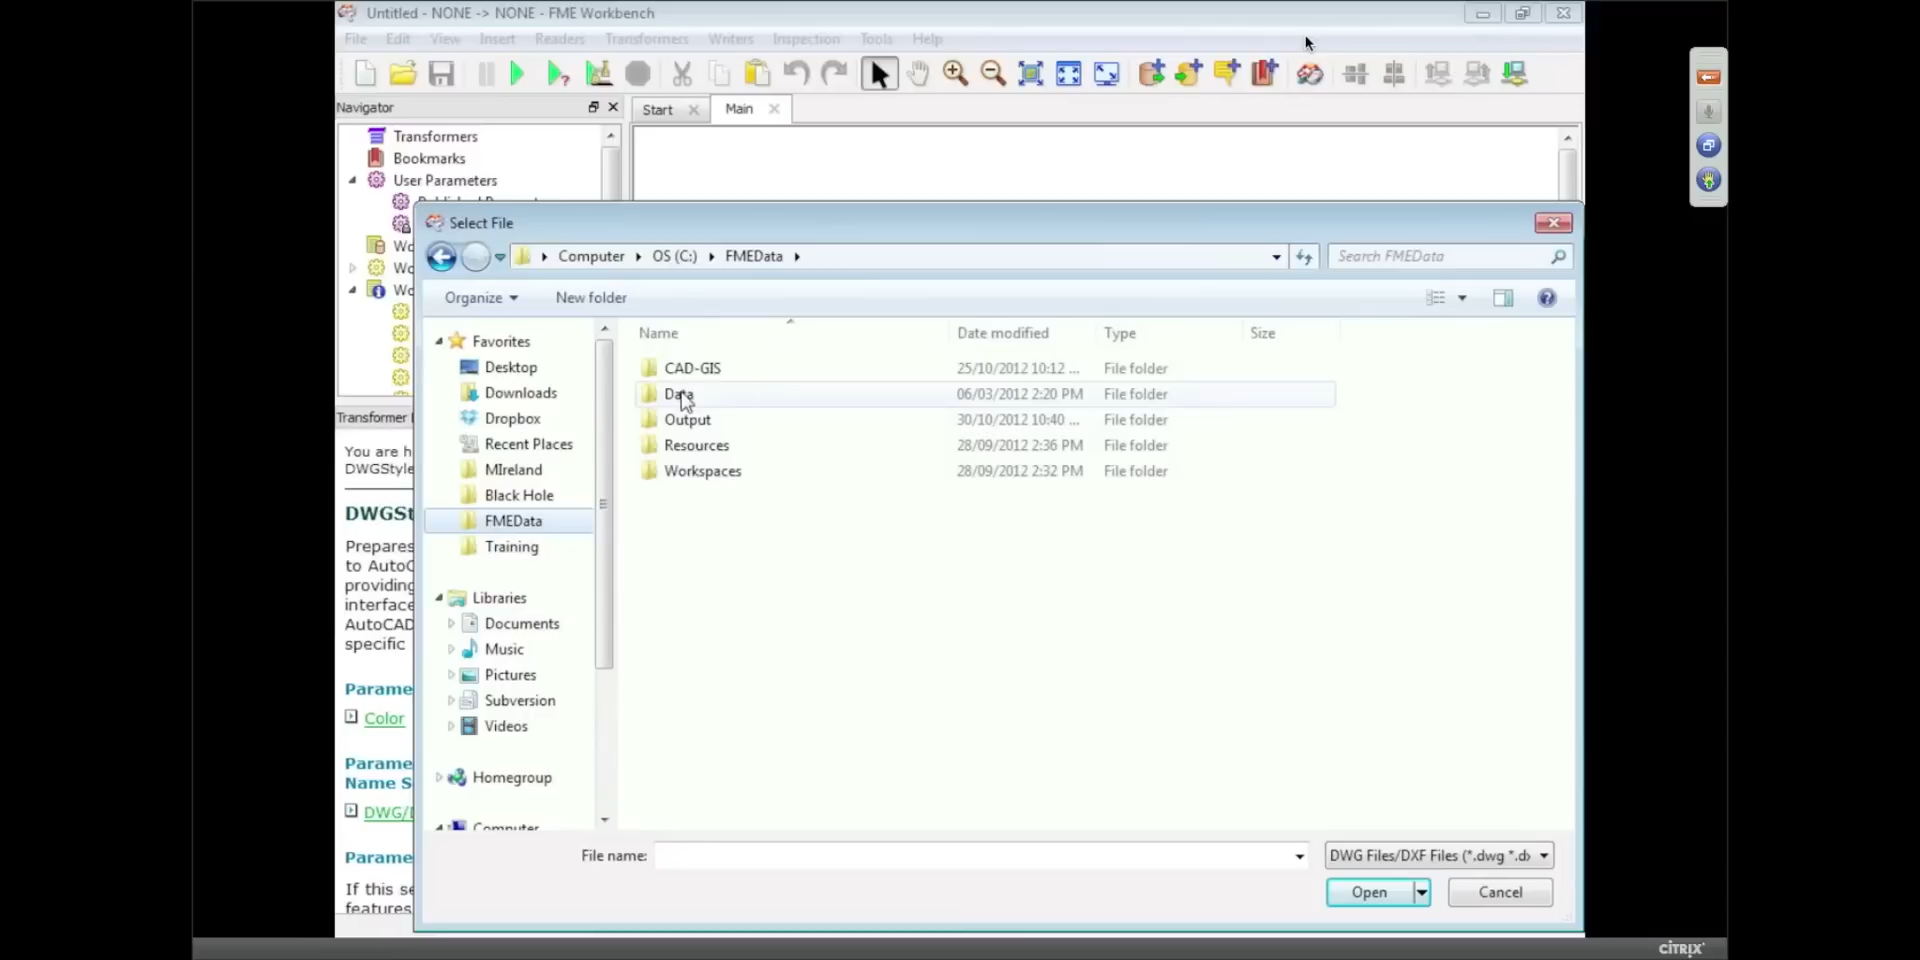 Untitled - NONE -> NONE - FME Workbench
File Edit View Insert Readers Transformers Writers Inspection Tools Help
Navigator
Start Main
Transformers
Bookmarks
User Parameters
Wo
Wo
Wo
Select File
Computer OS (C:) FMEData
Search FMEData
Organize New folder
Name Date modified Type Size
Favorites
Desktop
Downloads
Dropbox
Recent Places
MIreland
Black Hole
FMEData
Training
Libraries
Documents
Music
Pictures
Subversion
Videos
Homegroup
Computer
CAD-GIS 25/10/2012 10:12 ... File folder
Data 06/03/2012 2:20 PM File folder
Output 30/10/2012 10:40 ... File folder
Resources 28/09/2012 2:36 PM File folder
Workspaces 28/09/2012 2:32 PM File folder
File name:
DWG Files/DXF Files (*.dwg *.d
Open Cancel
Transformer
You are h
DWGStyle
DWGSt
Prepares
to AutoC
providing
interface
AutoCAD
specific
Parame
Color
Parame
Name S
DWG/
Parame
If this se
features
CITRIX